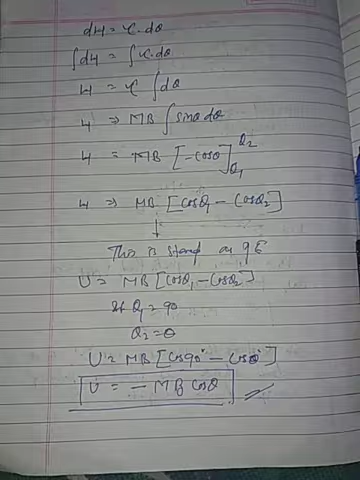 dW = τ.dθ
∫dW = ∫τ.dθ
W = τ∫dθ
W ⇒ MB ∫sinθ dθ
W = MB [-cosθ]θ₁^θ₂
W ⇒ MB [cosθ₁ - cosθ₂]
↓
This is stored as q E
U = MB [cosθ₁ - cosθ₂]
if θ₁ = 90
θ₂ = θ
U = MB [cos90° - cosθ]
U = - MB cosθ